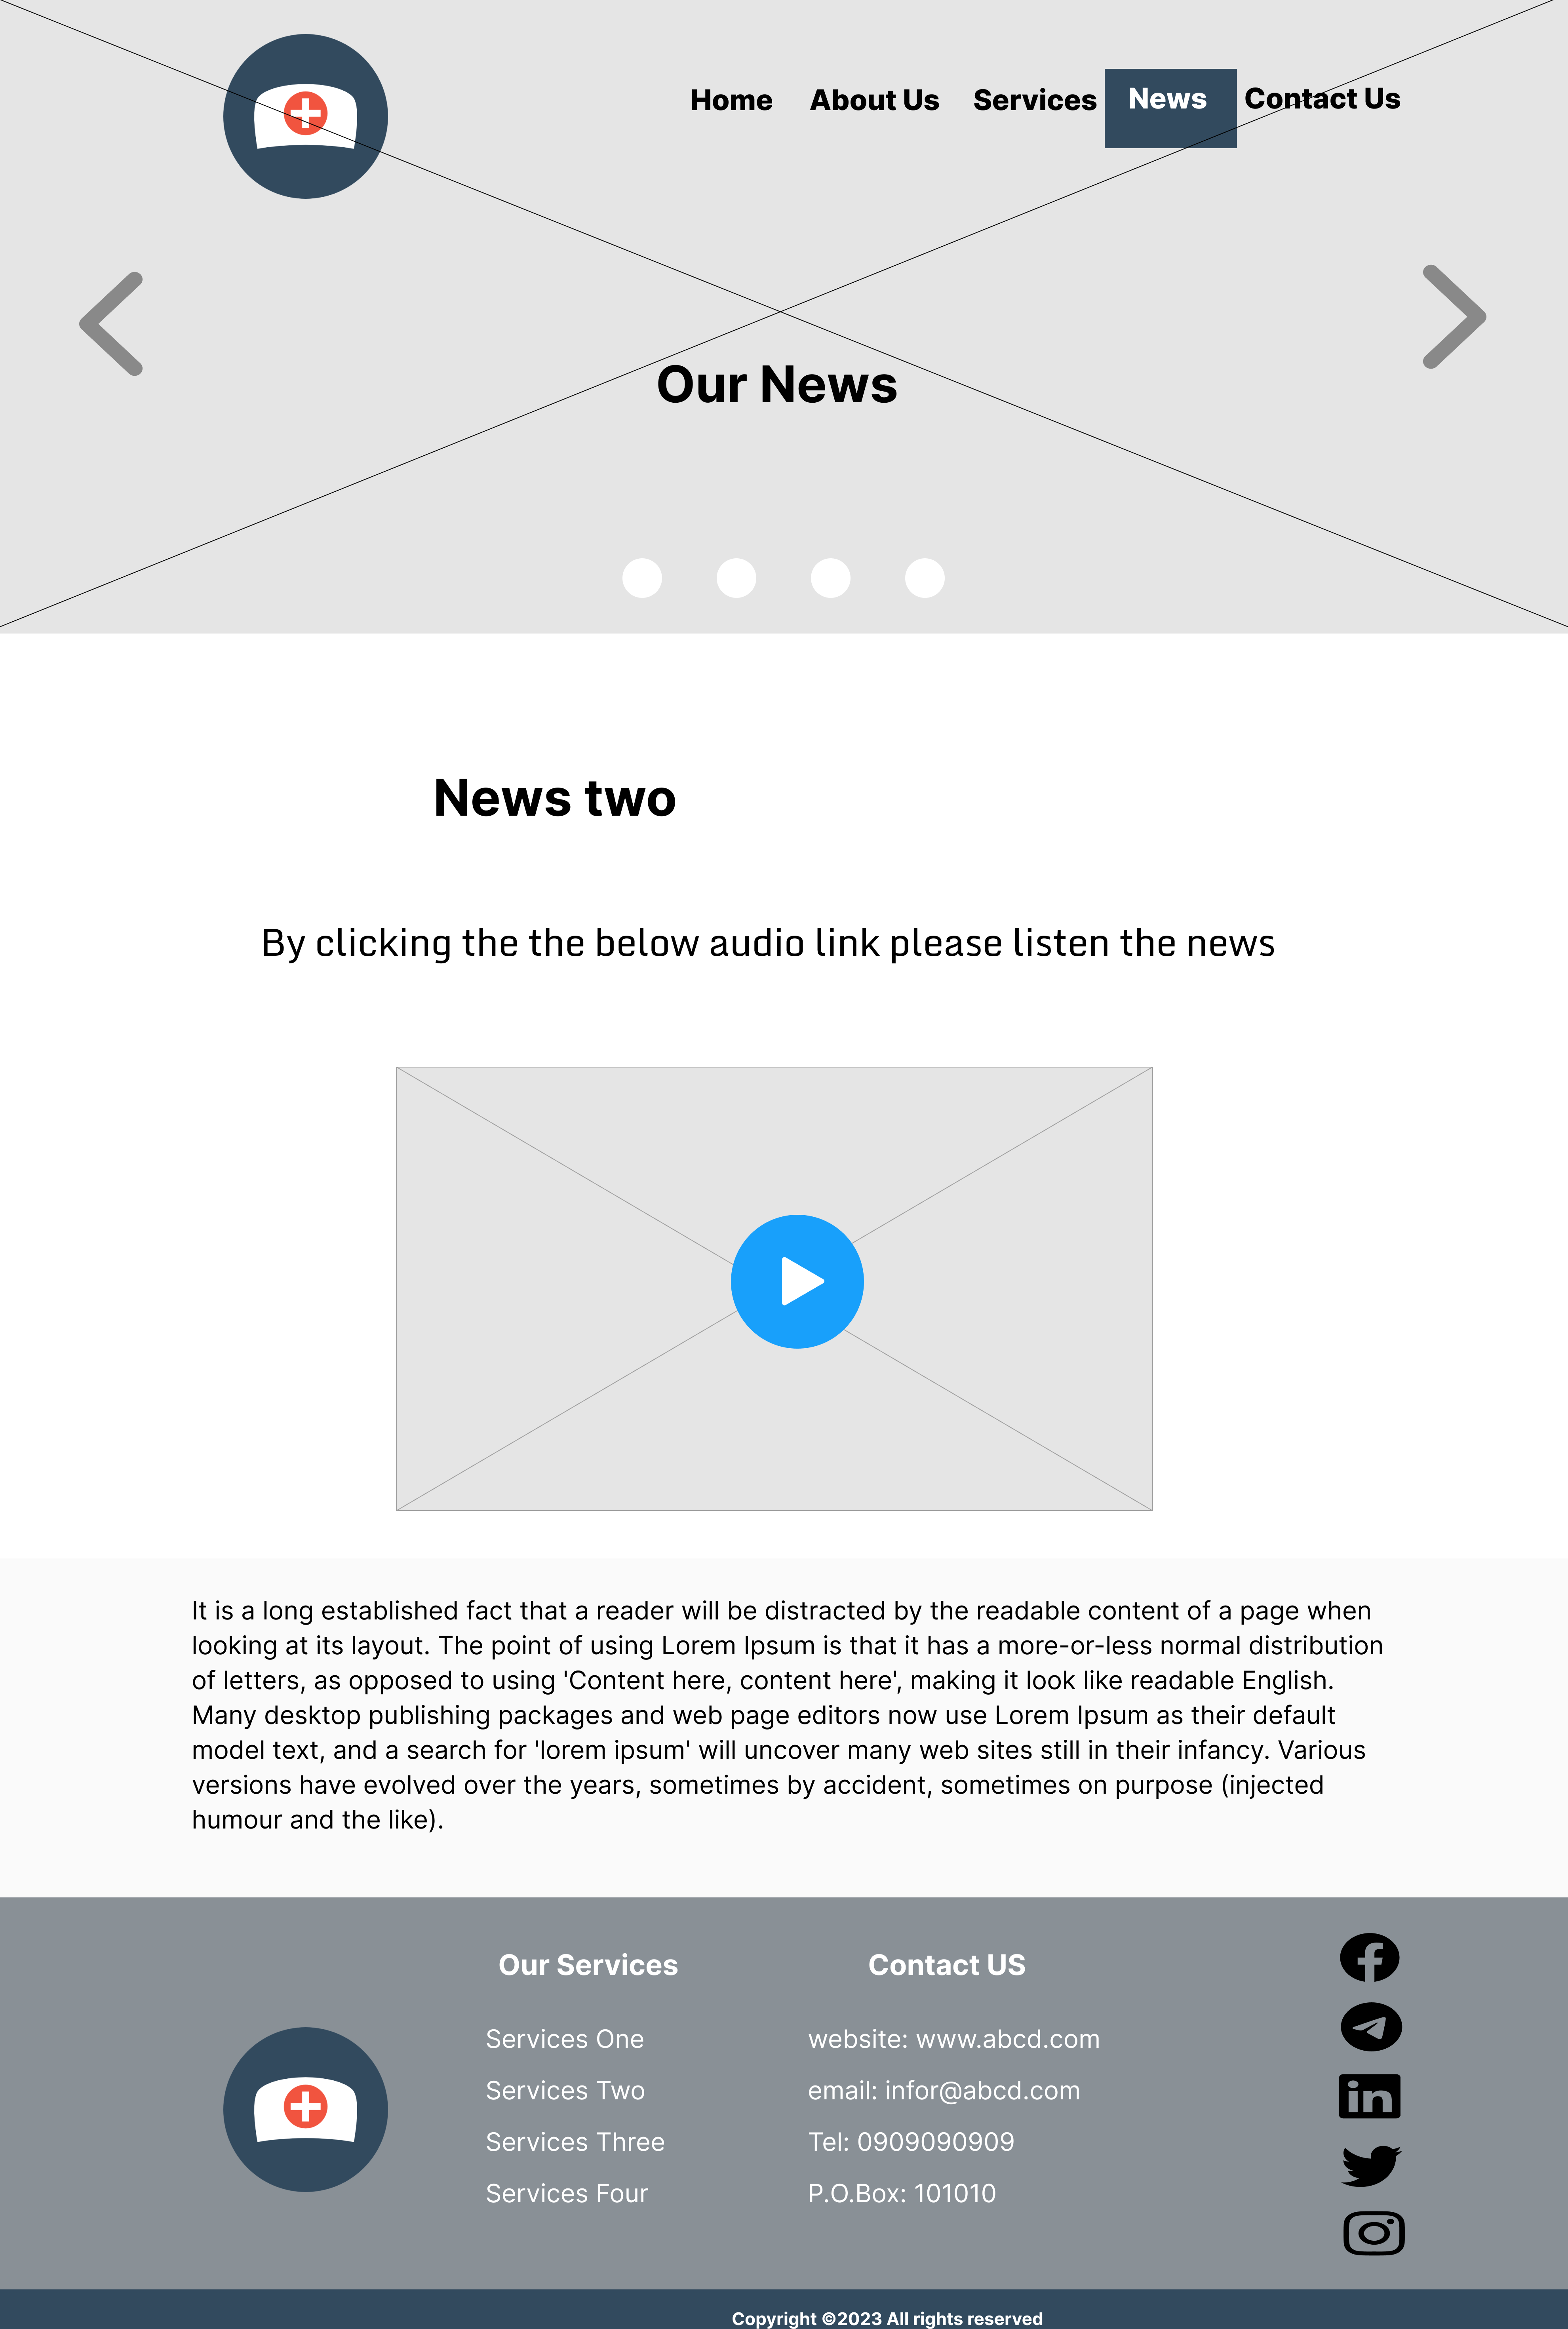 Home About Us Services News Contact Us
Our News
News two
By clicking the the below audio link please listen the news
It is a long established fact that a reader will be distracted by the readable content of a page when
looking at its layout. The point of using Lorem Ipsum is that it has a more-or-less normal distribution
of letters, as opposed to using 'Content here, content here', making it look like readable English.
Many desktop publishing packages and web page editors now use Lorem Ipsum as their default
model text, and a search for 'lorem ipsum' will uncover many web sites still in their infancy. Various
versions have evolved over the years, sometimes by accident, sometimes on purpose (injected
humour and the like).
Our Services
Services One
Services Two
Services Three
Services Four
Contact US
website: www.abcd.com
email: infor@abcd.com
Tel: 0909090909
P.O.Box: 101010
in
Copyright ©2023 All rights reserved